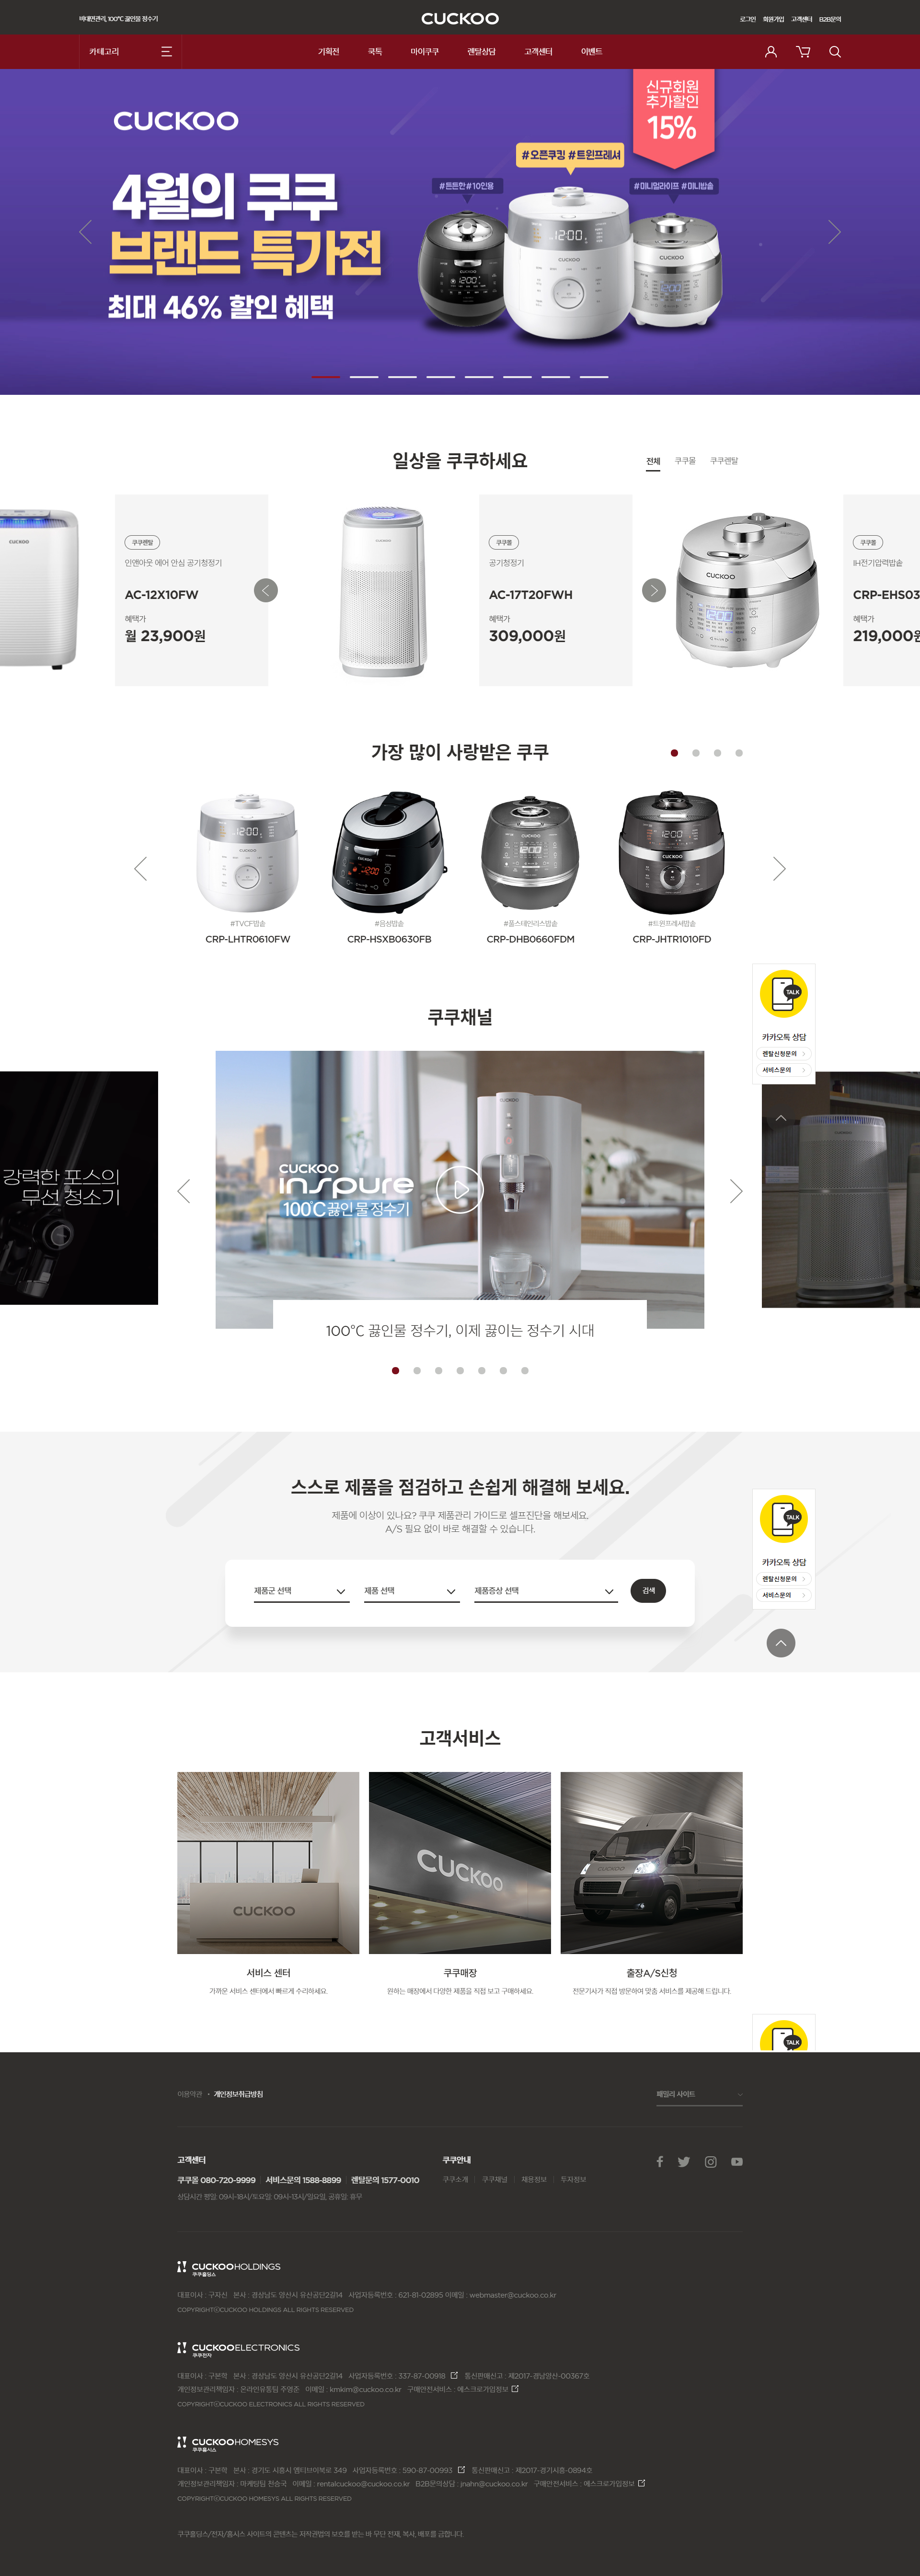 비대면관리, 100℃ 끓인물 정수기
CUCKOO
로그인 회원가입 고객센터 B2B문의
카테고리
기획전 쿡톡 마이쿠쿠 렌탈상담 고객센터 이벤트
CUCKOO
4월의 쿠쿠
브랜드 특가전
최대 46% 할인 혜택
신규회원
추가할인
15%
#오픈쿠킹 #트윈프레셔
#튼튼한 #10인용
#미니멀라이프 #미니밥솥
일상을 쿠쿠하세요
전체 쿠쿠몰 쿠쿠렌탈
쿠쿠렌탈
인앤아웃 에어 안심 공기청정기
AC-12X10FW
혜택가
월 23,900원
쿠쿠몰
공기청정기
AC-17T20FWH
혜택가
309,000원
쿠쿠몰
IH전기압력밥솥
CRP-EHS03
혜택가
219,000원
가장 많이 사랑받은 쿠쿠
#TVCF밥솥
CRP-LHTR0610FW
#음성밥솥
CRP-HSXB0630FB
#풀스테인리스밥솥
CRP-DHB0660FDM
#트윈프레셔밥솥
CRP-JHTR1010FD
TALK
카카오톡 상담
렌탈신청문의
서비스문의
쿠쿠채널
강력한 포스의
무선 청소기
CUCKOO
inspure
100℃ 끓인 물 정수기
100℃ 끓인물 정수기, 이제 끓이는 정수기 시대
스스로 제품을 점검하고 손쉽게 해결해 보세요.
제품에 이상이 있나요? 쿠쿠 제품관리 가이드로 셀프진단을 해보세요.
A/S 필요 없이 바로 해결할 수 있습니다.
제품군 선택
제품 선택
제품증상 선택
검색
TALK
카카오톡 상담
렌탈신청문의
서비스문의
고객서비스
CUCKOO
CUCKOO
CUCKOO
서비스 센터
가까운 서비스 센터에서 빠르게 수리하세요.
쿠쿠매장
원하는 매장에서 다양한 제품을 직접 보고 구매하세요.
출장A/S신청
전문기사가 직접 방문하여 맞춤 서비스를 제공해 드립니다.
TALK
이용약관 • 개인정보취급방침
패밀리 사이트
고객센터
쿠쿠몰 080-720-9999 서비스문의 1588-8899 렌탈문의 1577-0010
상담시간 평일: 09시-18시/토요일: 09시-13시/일요일, 공휴일: 휴무
쿠쿠안내
쿠쿠소개 쿠쿠채널 채용정보 투자정보
CUCKOOHOLDINGS
쿠쿠홀딩스
대표이사 : 구자신 본사 : 경상남도 양산시 유산공단2길14 사업자등록번호 : 621-81-02895 이메일 : webmaster@cuckoo.co.kr
COPYRIGHTⓒCUCKOO HOLDINGS ALL RIGHTS RESERVED
CUCKOOELECTRONICS
쿠쿠전자
대표이사 : 구본학 본사 : 경상남도 양산시 유산공단2길14 사업자등록번호 : 337-87-00918 통신판매신고 : 제2017-경남양산-00367호
개인정보관리책임자 : 온라인유통팀 주영준 이메일 : kmkim@cuckoo.co.kr 구매안전서비스 : 에스크로가입정보
COPYRIGHTⓒCUCKOO ELECTRONICS ALL RIGHTS RESERVED
CUCKOOHOMESYS
쿠쿠홈시스
대표이사 : 구본학 본사 : 경기도 시흥시 엠티브이북로 349 사업자등록번호 : 590-87-00993 통신판매신고 : 제2017-경기시흥-0894호
개인정보관리책임자 : 마케팅팀 한승국 이메일 : rentalcuckoo@cuckoo.co.kr B2B문의상담 : jnahn@cuckoo.co.kr 구매안전서비스 : 에스크로가입정보
COPYRIGHTⓒCUCKOO HOMESYS ALL RIGHTS RESERVED
쿠쿠홀딩스/전자/홈시스 사이트의 콘텐츠는 저작권법의 보호를 받는 바 무단 전재, 복사, 배포를 금합니다.